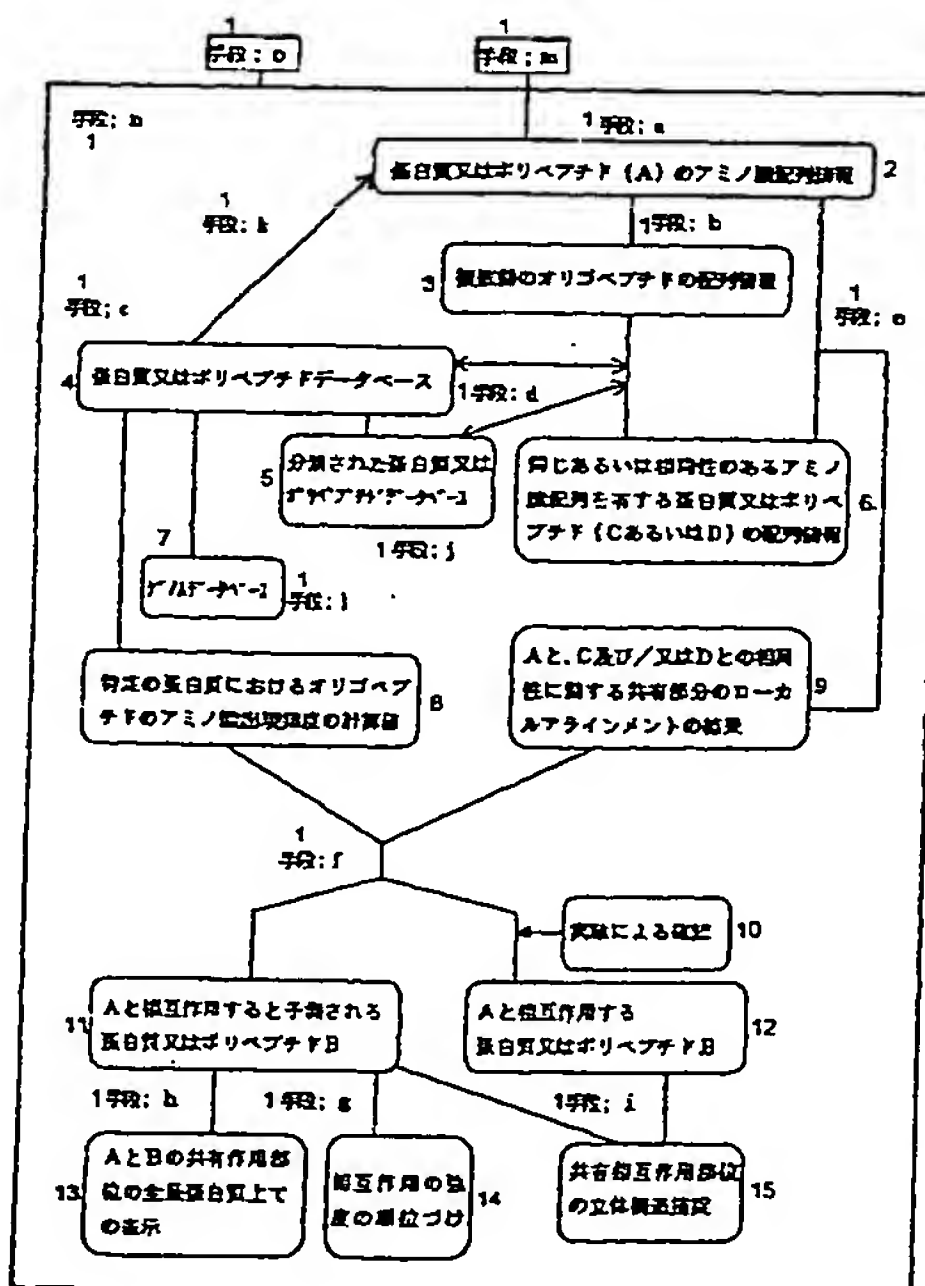 1
手段; o
1
手段; m
手段; n
1
1 手段; a
蛋白質又はポリペプチド (A) のアミノ酸配列情報
2
1
手段; k
1手段; b
3
複数個のオリゴペプチドの配列情報
1
手段; c
1
手段; e
4
蛋白質又はポリペプチドデータベース
1手段; d
5
分類された蛋白質又は
ポリペプチドデータベース
同じあるいは相同性のあるアミノ
酸配列を有する蛋白質又はポリペ
プチド (CあるいはD) の配列情報
6
1手段; j
7
ゲノムデータベース
1
手段; l
特定の蛋白質におけるオリゴペプ
チドのアミノ酸出現頻度の計算値
8
Aと、C及び/又はDとの相同
性に関する共有部分のローカ
ルアラインメントの結果
9
1
手段; f
実験による確認
10
11
Aと相互作用すると予測される
蛋白質又はポリペプチドB
Aと相互作用する
蛋白質又はポリペプチドB
12
1手段; h
1手段; g
1手段; i
13
AとBの共有作用部
位の全長蛋白質上で
の表示
相互作用の強
度の順位づけ
14
共有相互作用部位
の立体構造
15